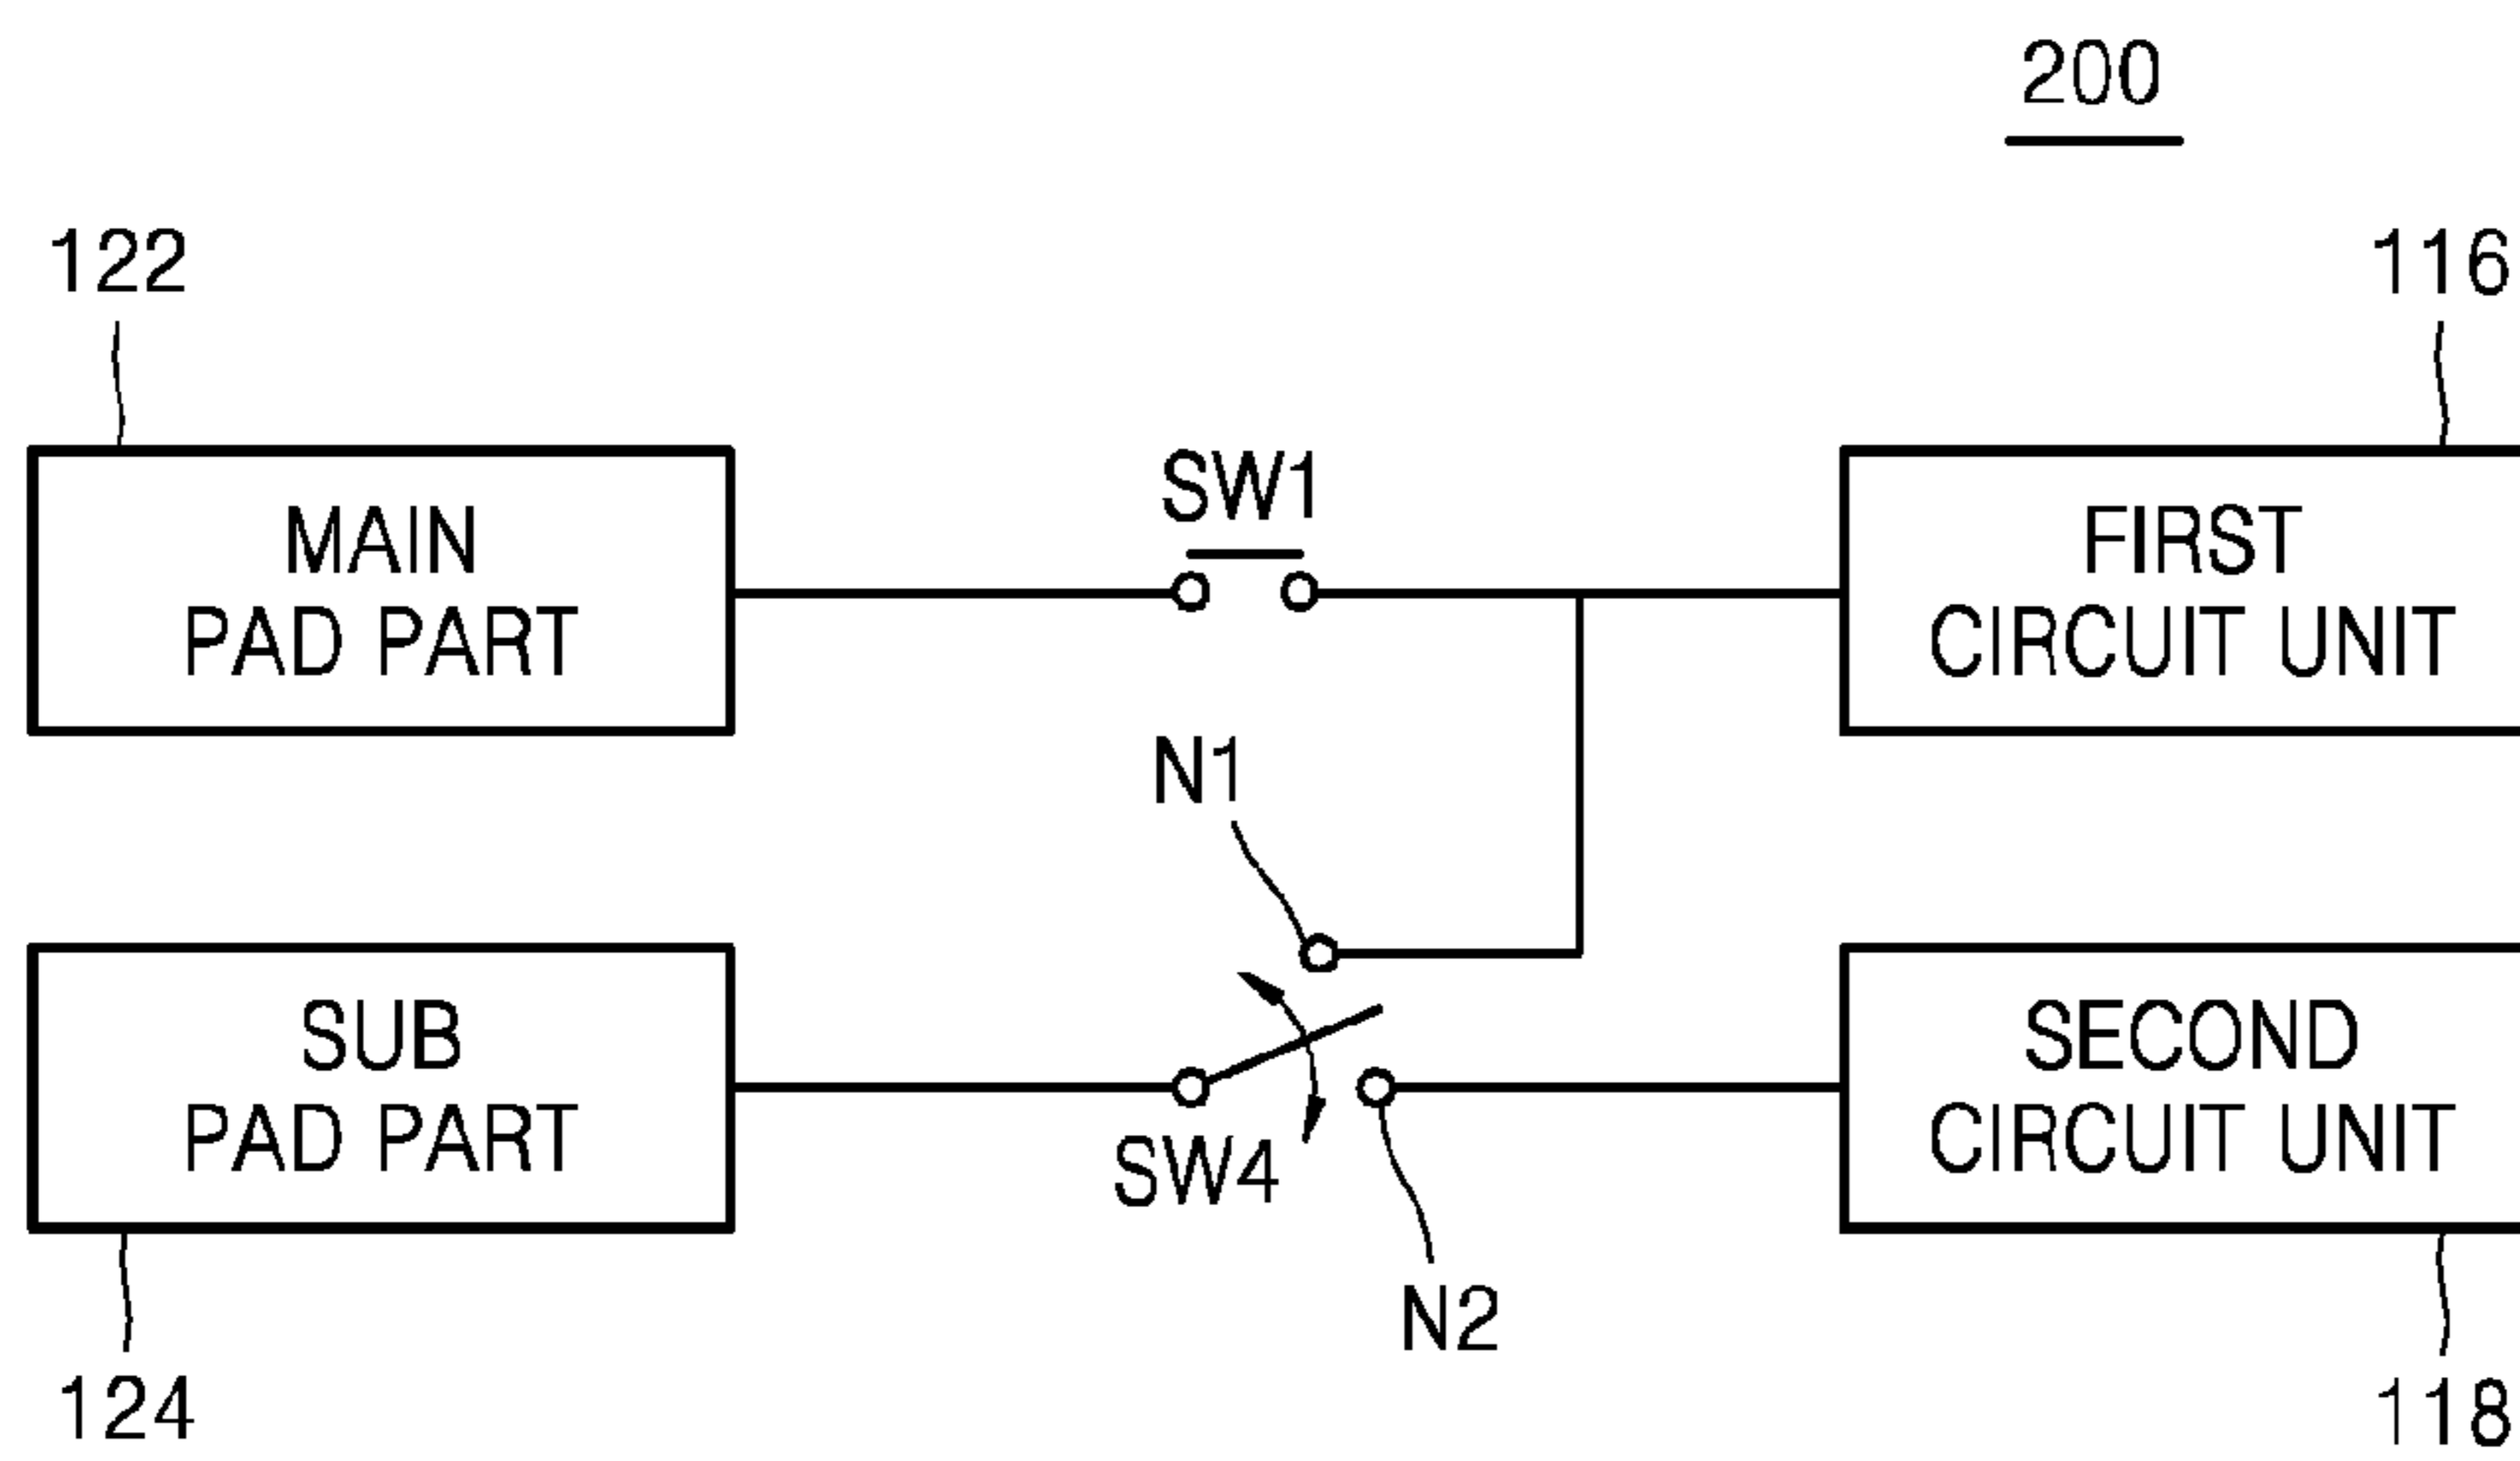 200
122
116
MAIN
PAD PART
SW1
FIRST
CIRCUIT UNIT
N1
SUB
PAD PART
SW4
SECOND
CIRCUIT UNIT
N2
124
118